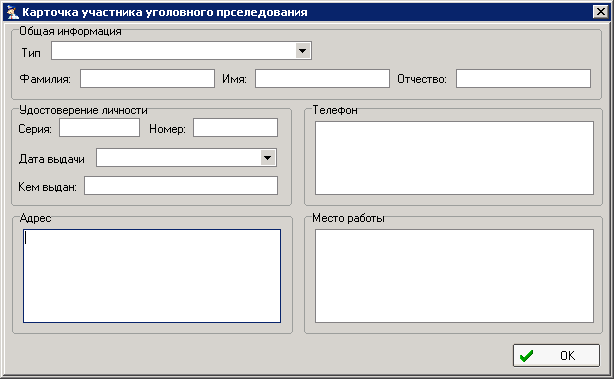 Карточка участника уголовного прселедования
Общая информация
Тип
Фамилия: Имя: Отчество:
Удостоверение личности
Серия: Номер:
Дата выдачи
Кем выдан:
Телефон
Адрес
Место работы
OK